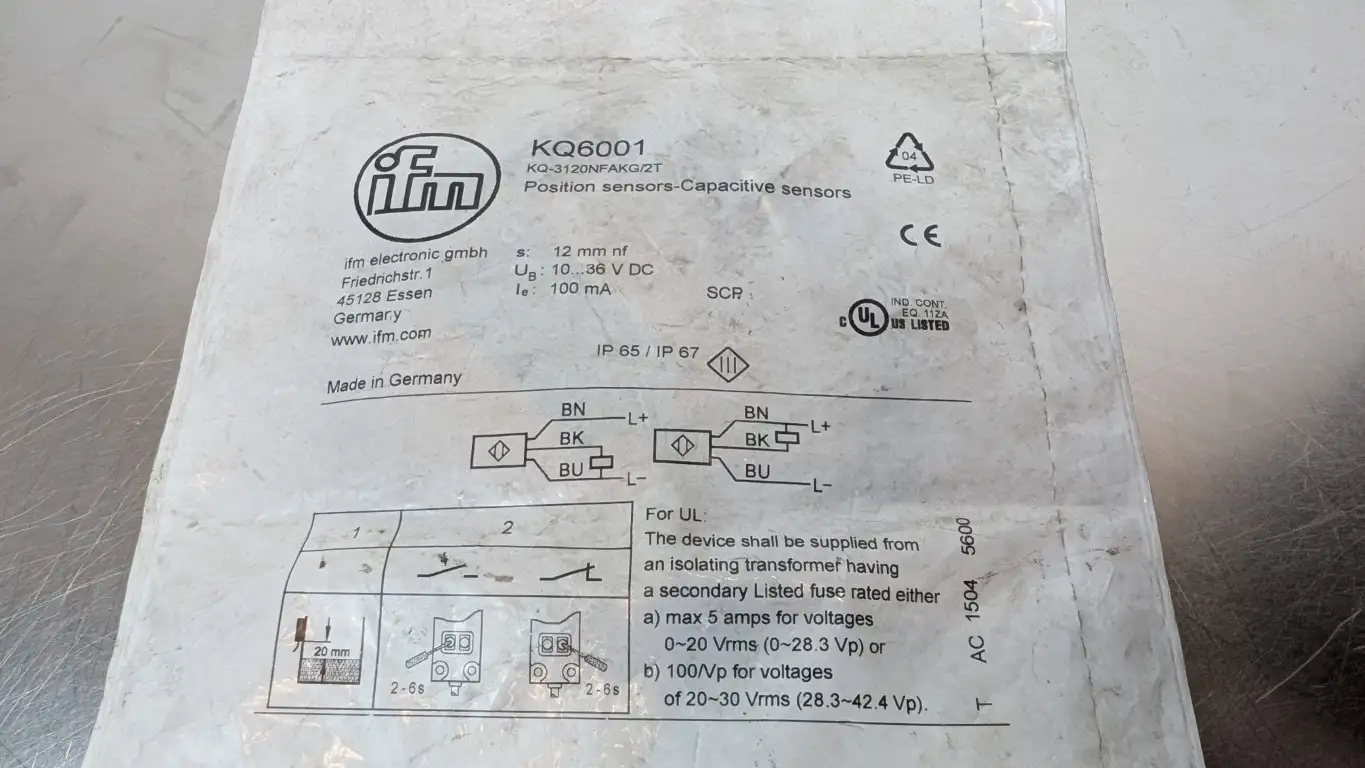 ifm
KQ6001
KQ-3120NFAKG/2T
Position sensors-Capacitive sensors
04
PE-LD
CE
ifm electronic gmbh
Friedrichstr. 1
45128 Essen
Germany
www.ifm.com
s: 12 mm nf
UB: 10...36 V DC
Ie: 100 mA
SCP :
C UL US LISTED
IND. CONT.
EQ. 11ZA
IP 65 / IP 67
III
Made in Germany
BN L+
BK
BU L-
BN L+
BK
BU L-
1 2
20 mm
2-6s
2-6s
For UL:
The device shall be supplied from
an isolating transformer having
a secondary Listed fuse rated either
a) max 5 amps for voltages
0~20 Vrms (0~28.3 Vp) or
b) 100/Vp for voltages
of 20~30 Vrms (28.3~42.4 Vp).
T AC 1504 5600